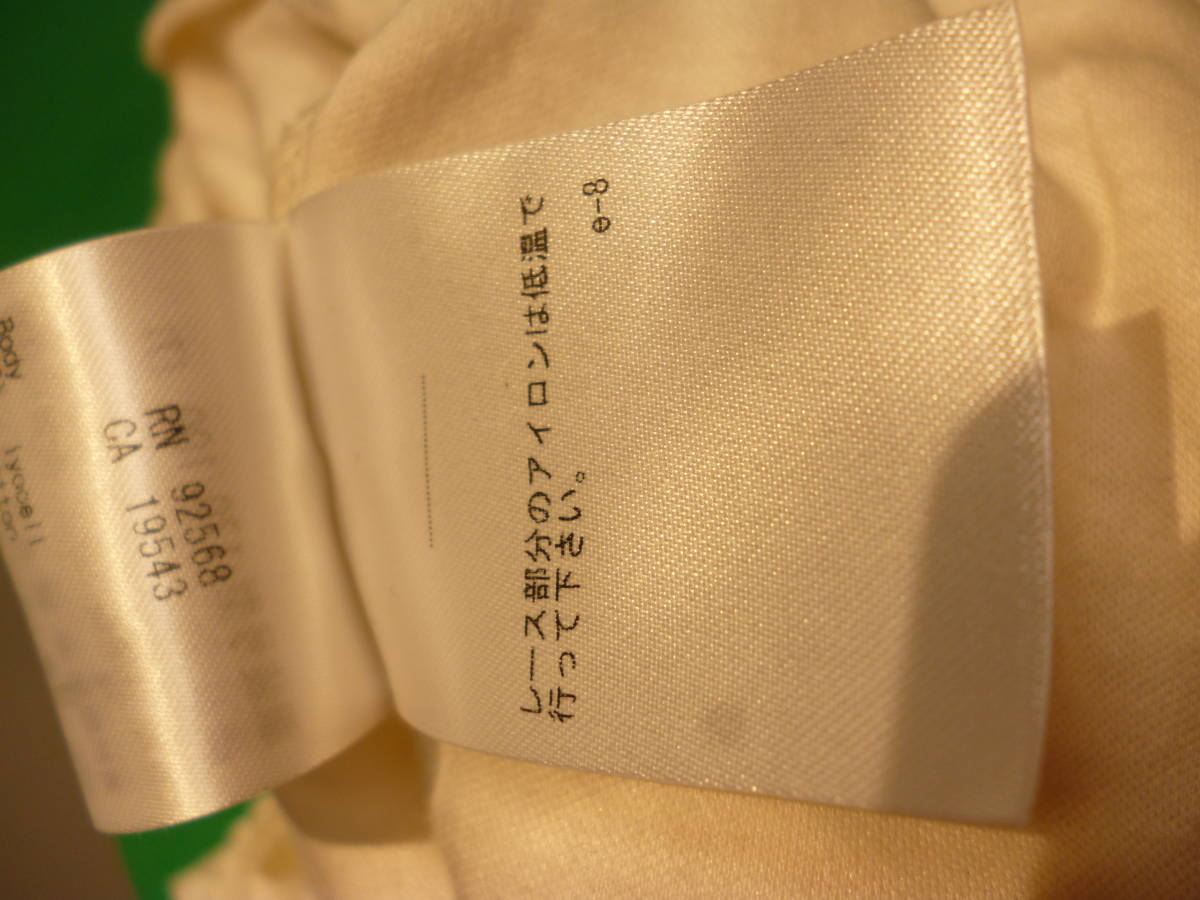 Body
lyocell
RN 92568
CA 19543
レース部分のアイロンは低温で
行って下さい。
e-8